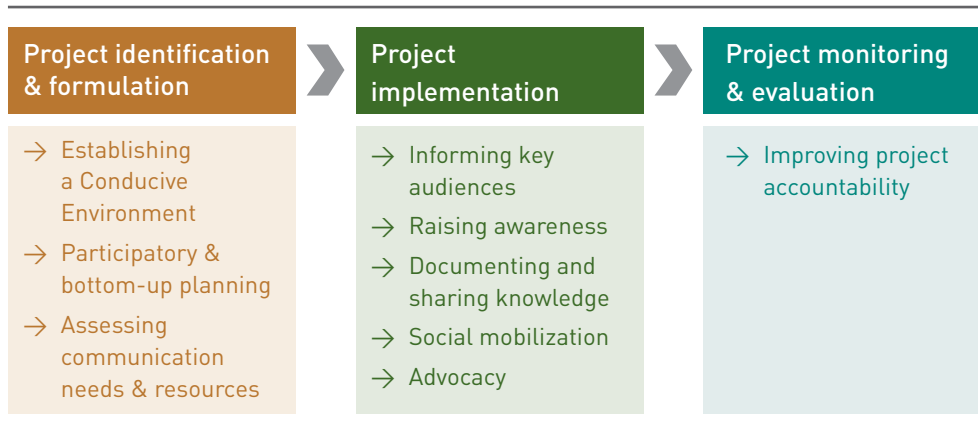 Project identification
& formulation
→ Establishing
a Conducive
Environment
→ Participatory &
bottom-up planning
→ Assessing
communication
needs & resources
Project
implementation
→ Informing key
audiences
→ Raising awareness
→ Documenting and
sharing knowledge
→ Social mobilization
→ Advocacy
Project monitoring
& evaluation
→ Improving project
accountability